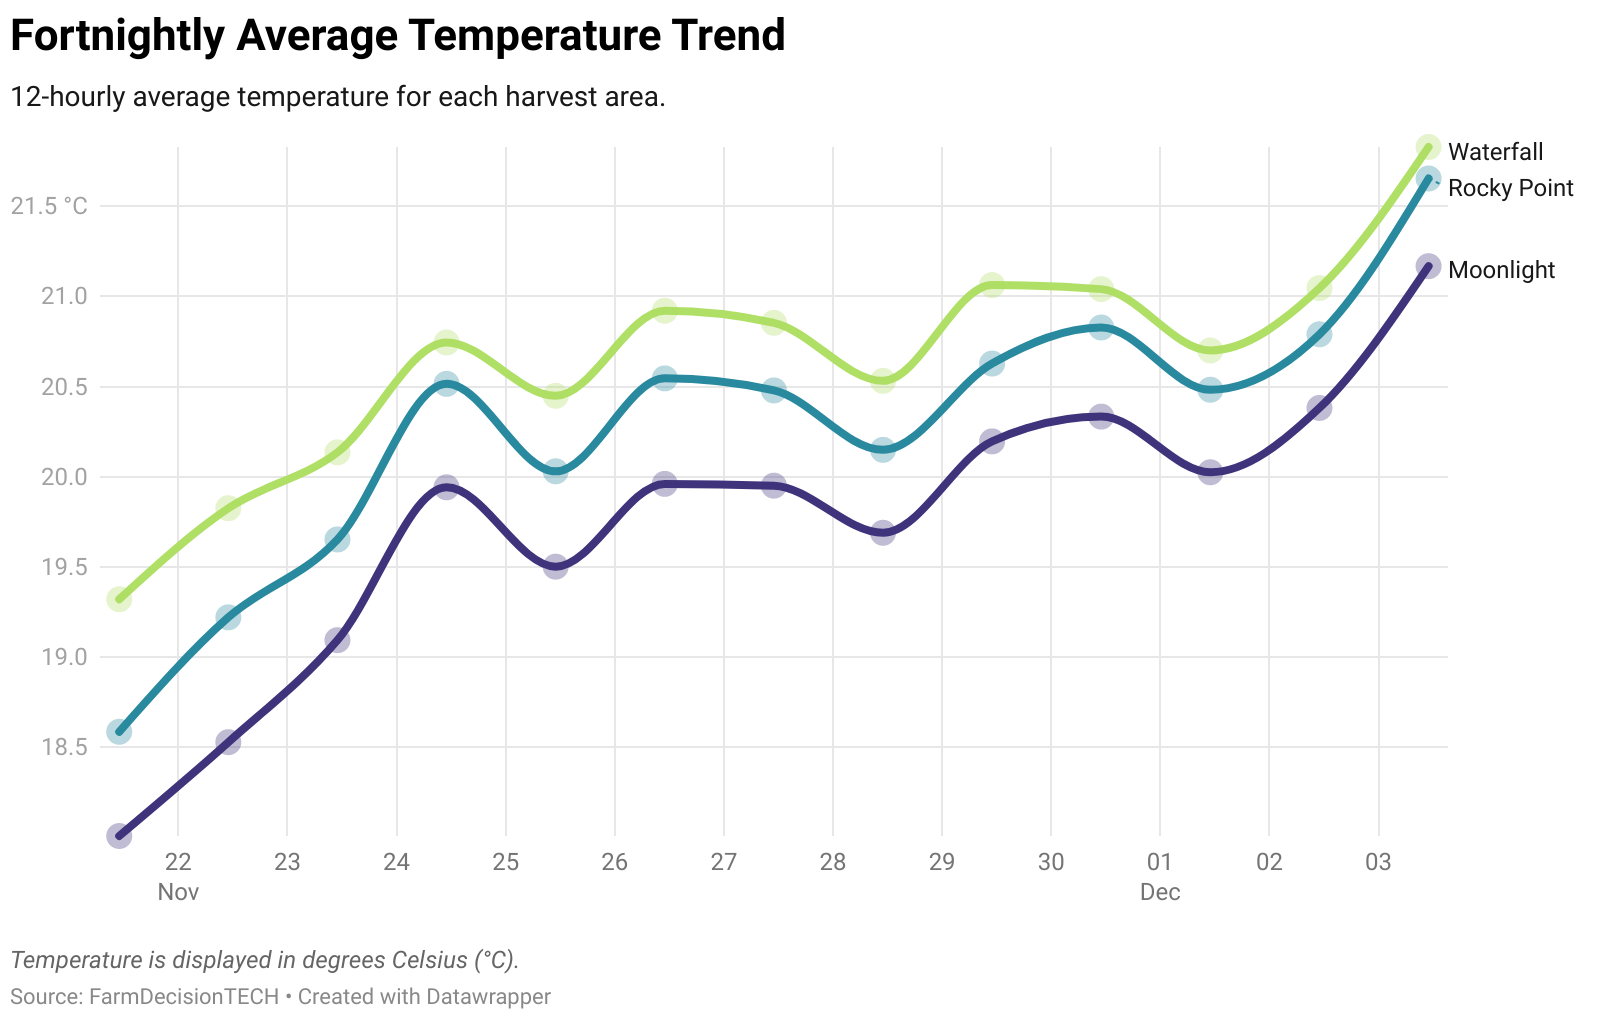 Fortnightly Average Temperature Trend
12-hourly average temperature for each harvest area.
Waterfall
Rocky Point
Moonlight
21.5 °C
21.0
20.5
20.0
19.5
19.0
18.5
22 23 24 25 26 27 28 29 30 01 02 03
Nov Dec
Temperature is displayed in degrees Celsius (°C).
Source: FarmDecisionTECH • Created with Datawrapper